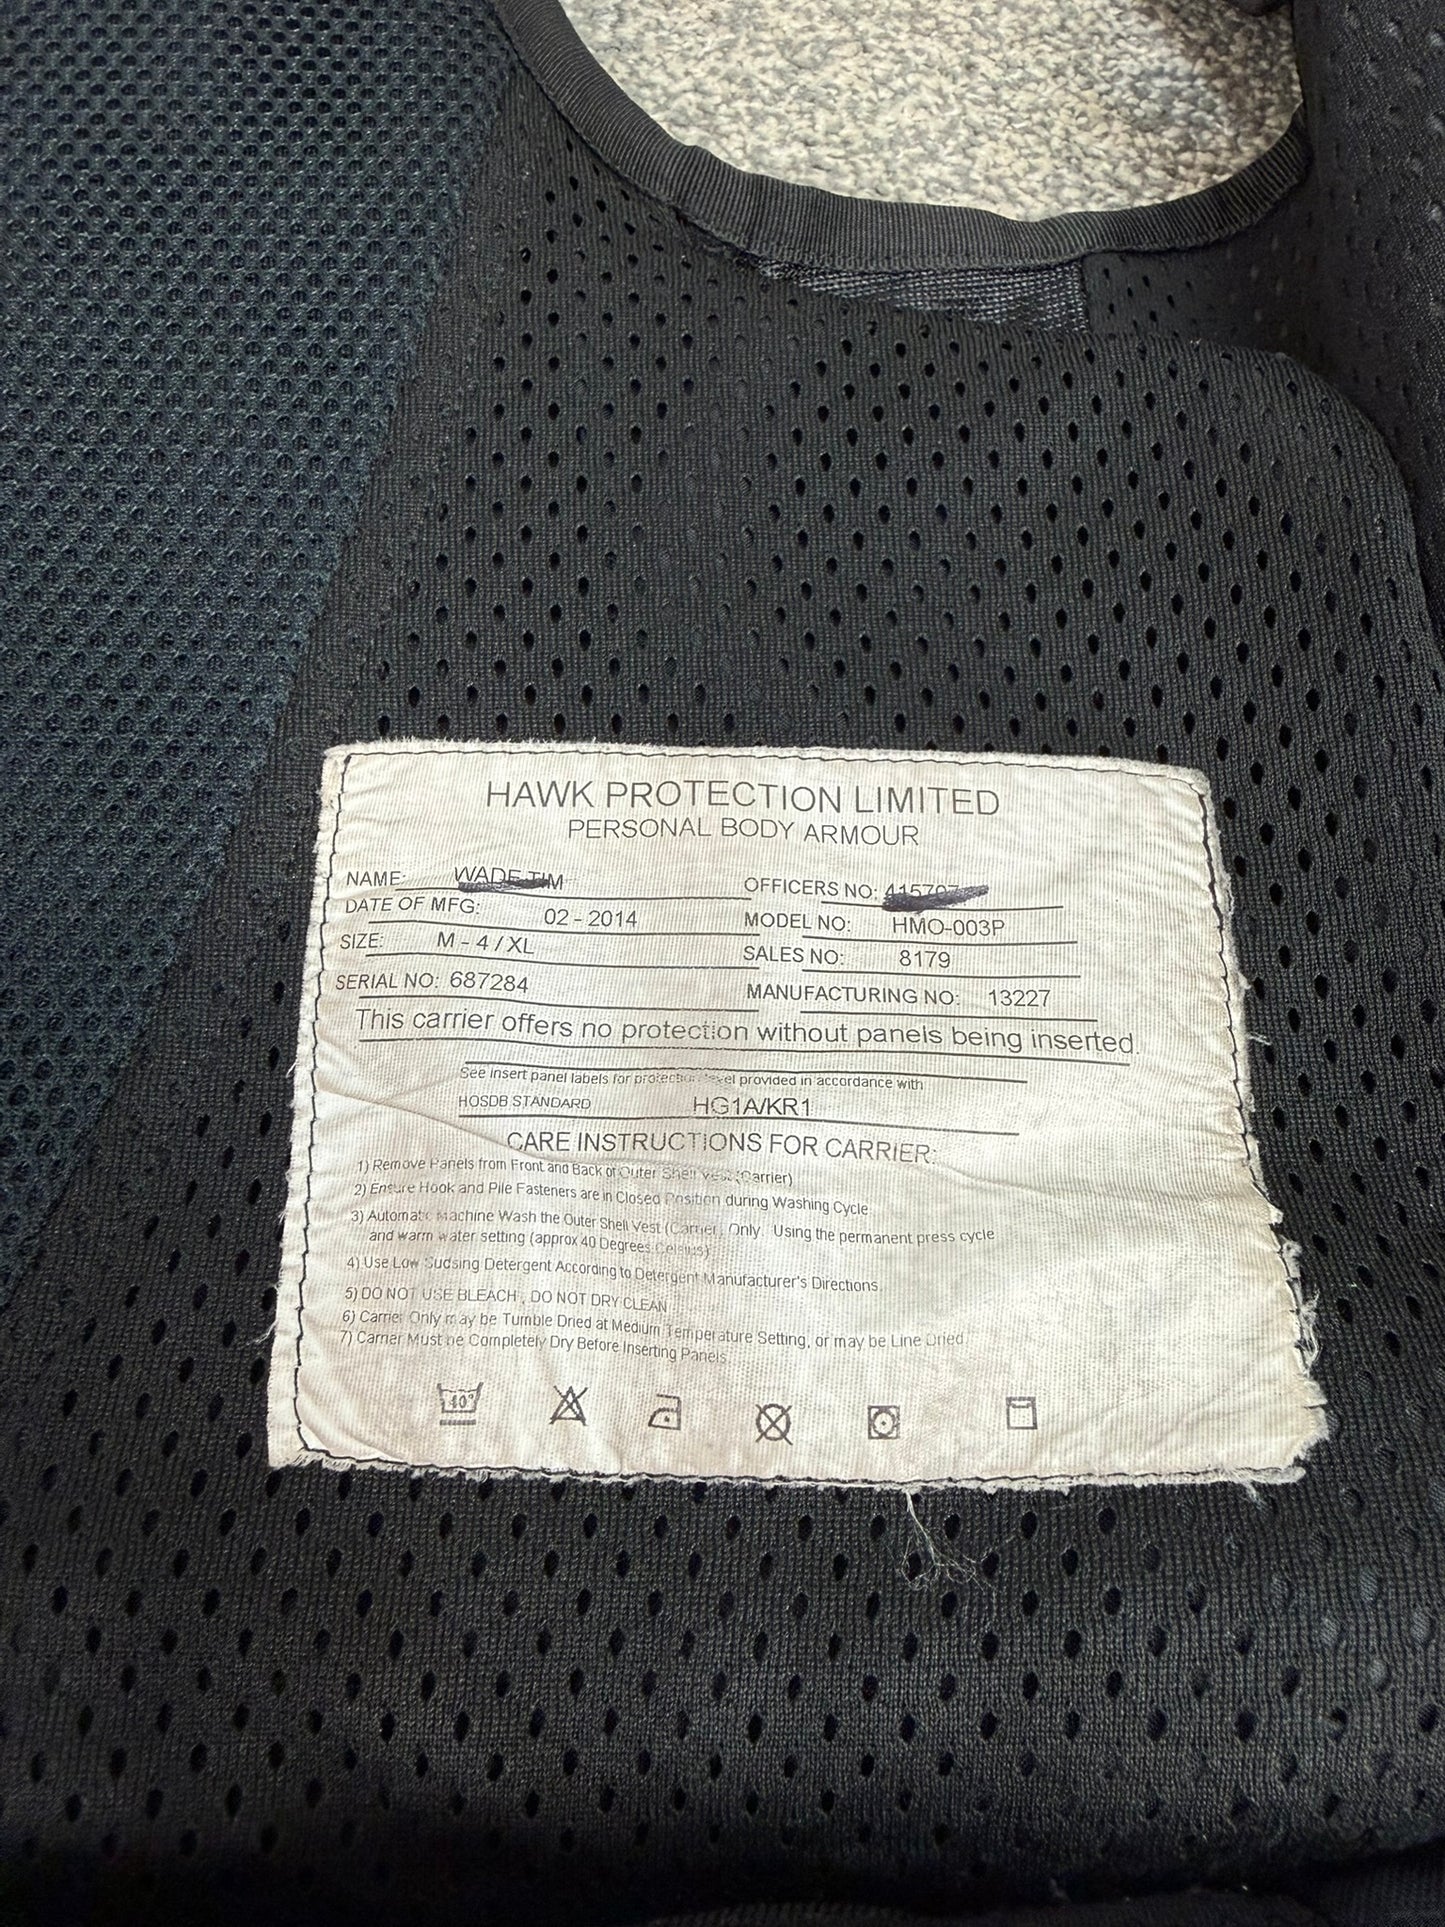 HAWK PROTECTION LIMITED
PERSONAL BODY ARMOUR
NAME: WADE TIM OFFICERS NO:
DATE OF MFG: 02 - 2014 MODEL NO: HMO-003P
SIZE: M - 4 / XL SALES NO: 8179
SERIAL NO: 687284 MANUFACTURING NO: 13227
This carrier offers no protection without panels being inserted.
See insert panel labels for protection level provided in accordance with
HOSDB STANDARD HG1A/KR1
CARE INSTRUCTIONS FOR CARRIER:
1) Remove Panels from Front and Back of Outer Shell Vest (Carrier)
2) Ensure Hook and Pile Fasteners are in Closed Position during Washing Cycle
3) Automatic Machine Wash the Outer Shell Vest (Carrier) Only. Using the permanent press cycle
and warm water setting (approx 40 Degrees Celsius)
4) Use Low Sudsing Detergent According to Detergent Manufacturer's Directions.
5) DO NOT USE BLEACH , DO NOT DRY CLEAN
6) Carrier Only may be Tumble Dried at Medium Temperature Setting, or may be Line Dried
7) Carrier Must be Completely Dry Before Inserting Panels
40°